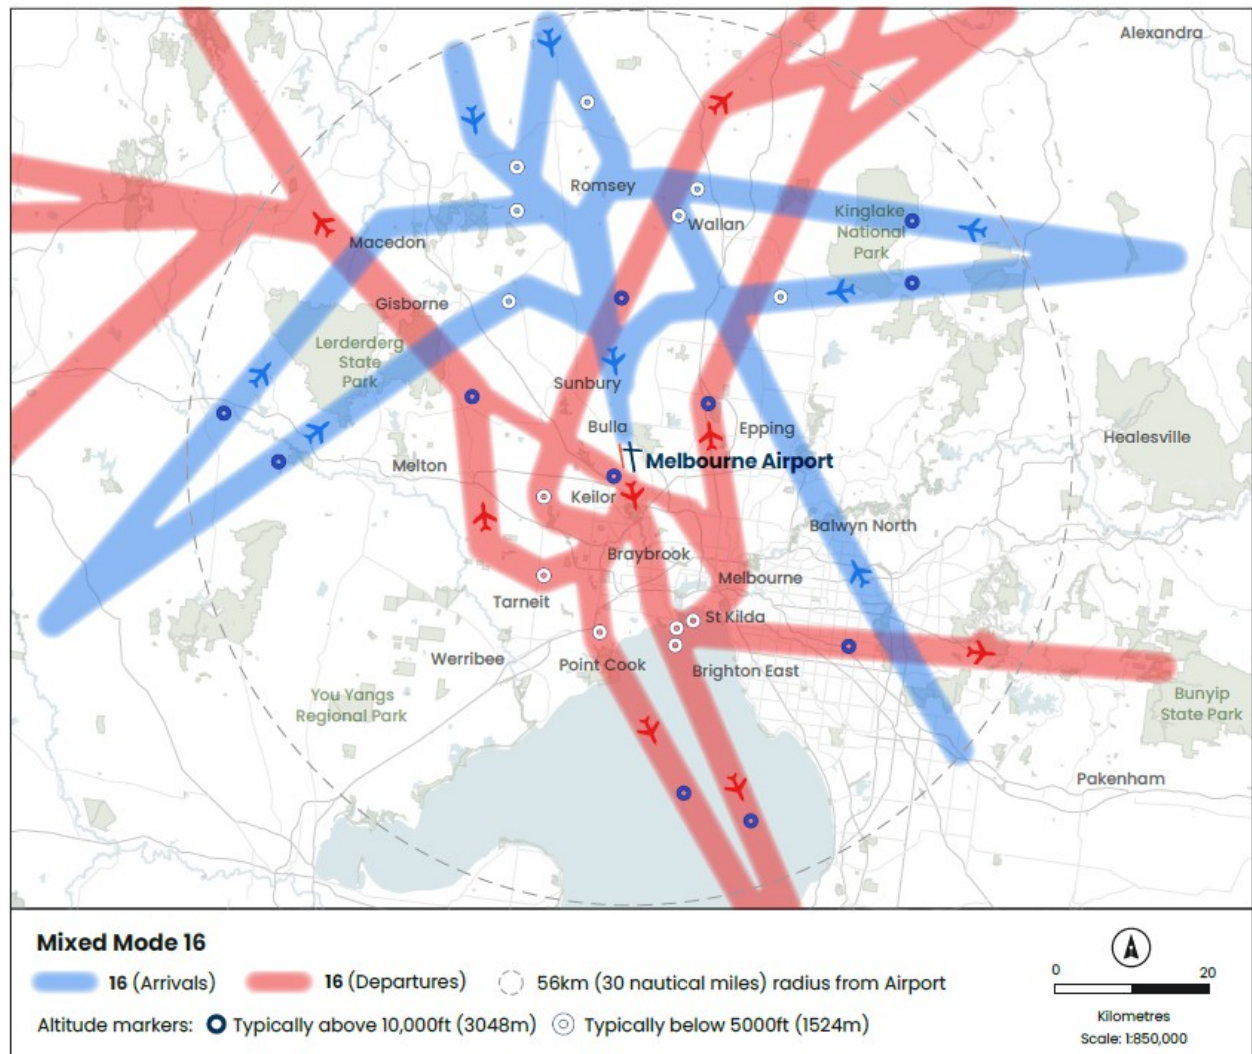 Alexandra
Romsey
Wallan
Kinglake
National
Park
Macedon
Gisborne
Lerderderg
State
Park
Sunbury
Bulla
Epping
Healesville
Melton
Melbourne Airport
Keilor
Balwyn North
Braybrook
Melbourne
Tarneit
St Kilda
Werribee
Point Cook
Brighton East
You Yangs
Regional Park
Bunyip
State Park
Pakenham
Mixed Mode 16
16 (Arrivals)
16 (Departures)
56km (30 nautical miles) radius from Airport
Altitude markers:
Typically above 10,000ft (3048m)
Typically below 5000ft (1524m)
0
20
Kilometres
Scale: 1:850,000